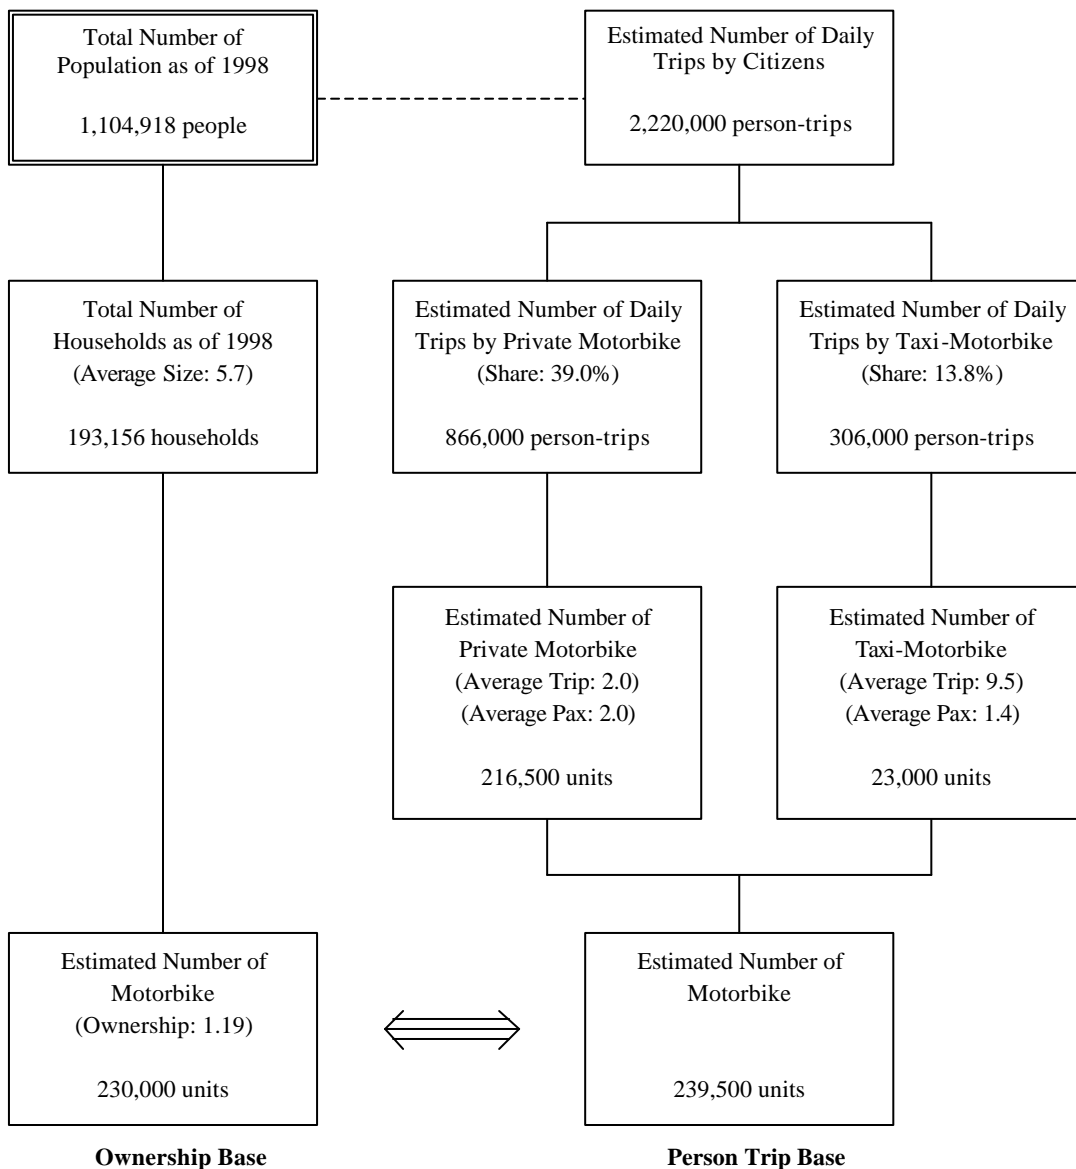 Total Number of
Population as of 1998
1,104,918 people
Estimated Number of Daily
Trips by Citizens
2,220,000 person-trips
Total Number of
Households as of 1998
(Average Size: 5.7)
193,156 households
Estimated Number of Daily
Trips by Private Motorbike
(Share: 39.0%)
866,000 person-trips
Estimated Number of Daily
Trips by Taxi-Motorbike
(Share: 13.8%)
306,000 person-trips
Estimated Number of
Private Motorbike
(Average Trip: 2.0)
(Average Pax: 2.0)
216,500 units
Estimated Number of
Taxi-Motorbike
(Average Trip: 9.5)
(Average Pax: 1.4)
23,000 units
Estimated Number of
Motorbike
(Ownership: 1.19)
230,000 units
Estimated Number of
Motorbike
239,500 units
Ownership Base
Person Trip Base